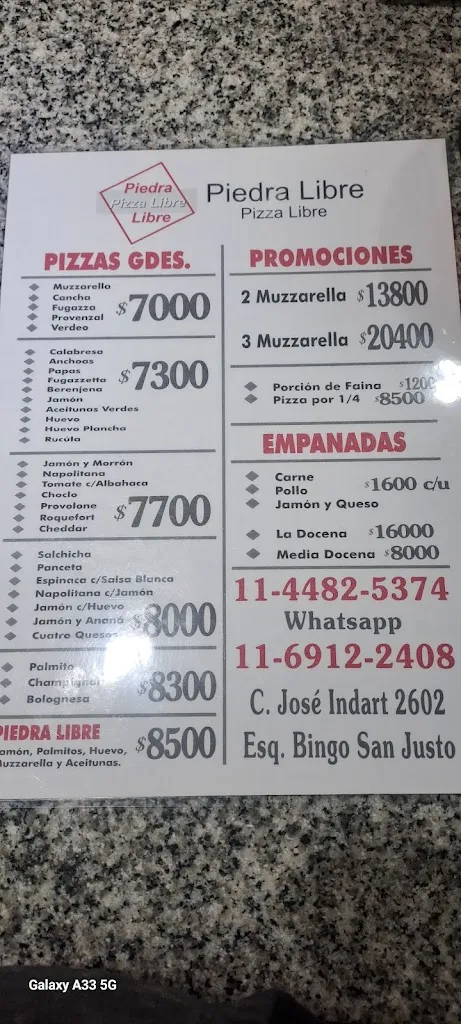 Piedra
Pizza Libre
Libre
Piedra Libre
Pizza Libre
PIZZAS GDES.
Muzzarella
Cancha
Fugazza
Provenzal
Verdeo
$7000
Calabresa
Anchoas
Papas
Fugazzetta
Berenjena
Jamón
Aceitunas Verdes
Huevo
Huevo Plancha
Rucúla
$7300
Jamón y Morrón
Napolitana
Tomate c/Albahaca
Choclo
Provolone
Roquefort
Cheddar
$7700
Salchicha
Panceta
Espinaca c/Salsa Blanca
Napolitana c/Jamón
Jamón c/Huevo
Jamón y Ananá
Cuatro Quesos
$8000
Palmito
Champignon
Bolognesa
$8300
PIEDRA LIBRE
amón, Palmitos, Huevo,
uzzarella y Aceitunas.
$8500
PROMOCIONES
2 Muzzarella $13800
3 Muzzarella $20400
Porción de Faina $1200
Pizza por 1/4 $8500
EMPANADAS
Carne
Pollo
Jamón y Queso
$1600 c/u
La Docena $16000
Media Docena $8000
11-4482-5374
Whatsapp
11-6912-2408
C. José Indart 2602
Esq. Bingo San Justo
Galaxy A33 5G